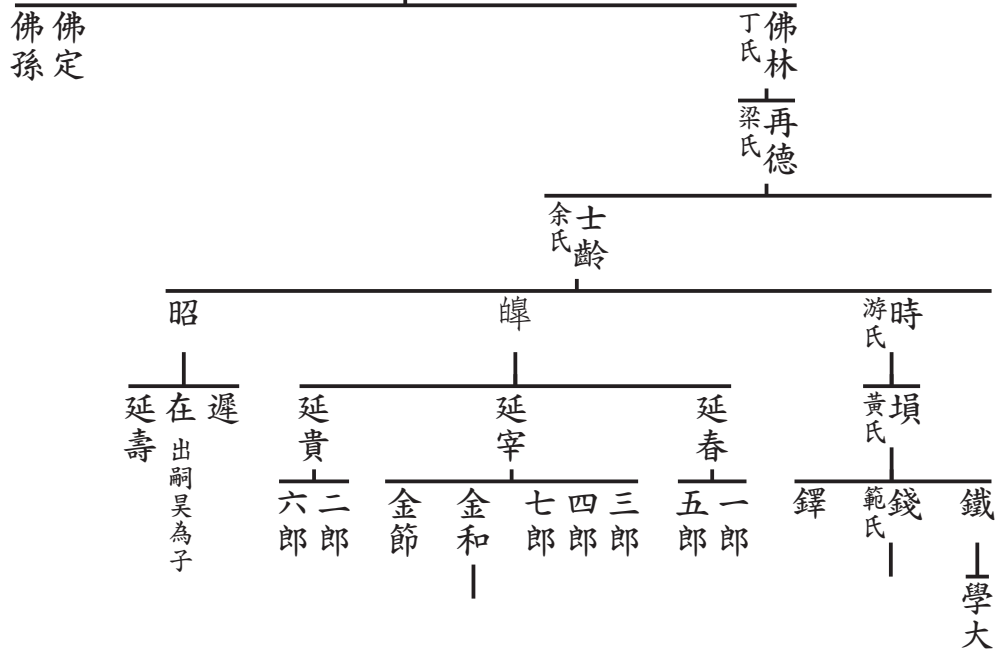 佛林
丁氏
佛定
佛孫
再德
梁氏
士齡
余氏
時
游氏
皞
昭
塤
黃氏
延春
延宰
延貴
遲
在 出嗣昊為子
延壽
鐵
錢
範氏
鐸
一郎
五郎
三郎
四郎
七郎
金和
金節
二郎
六郎
學大